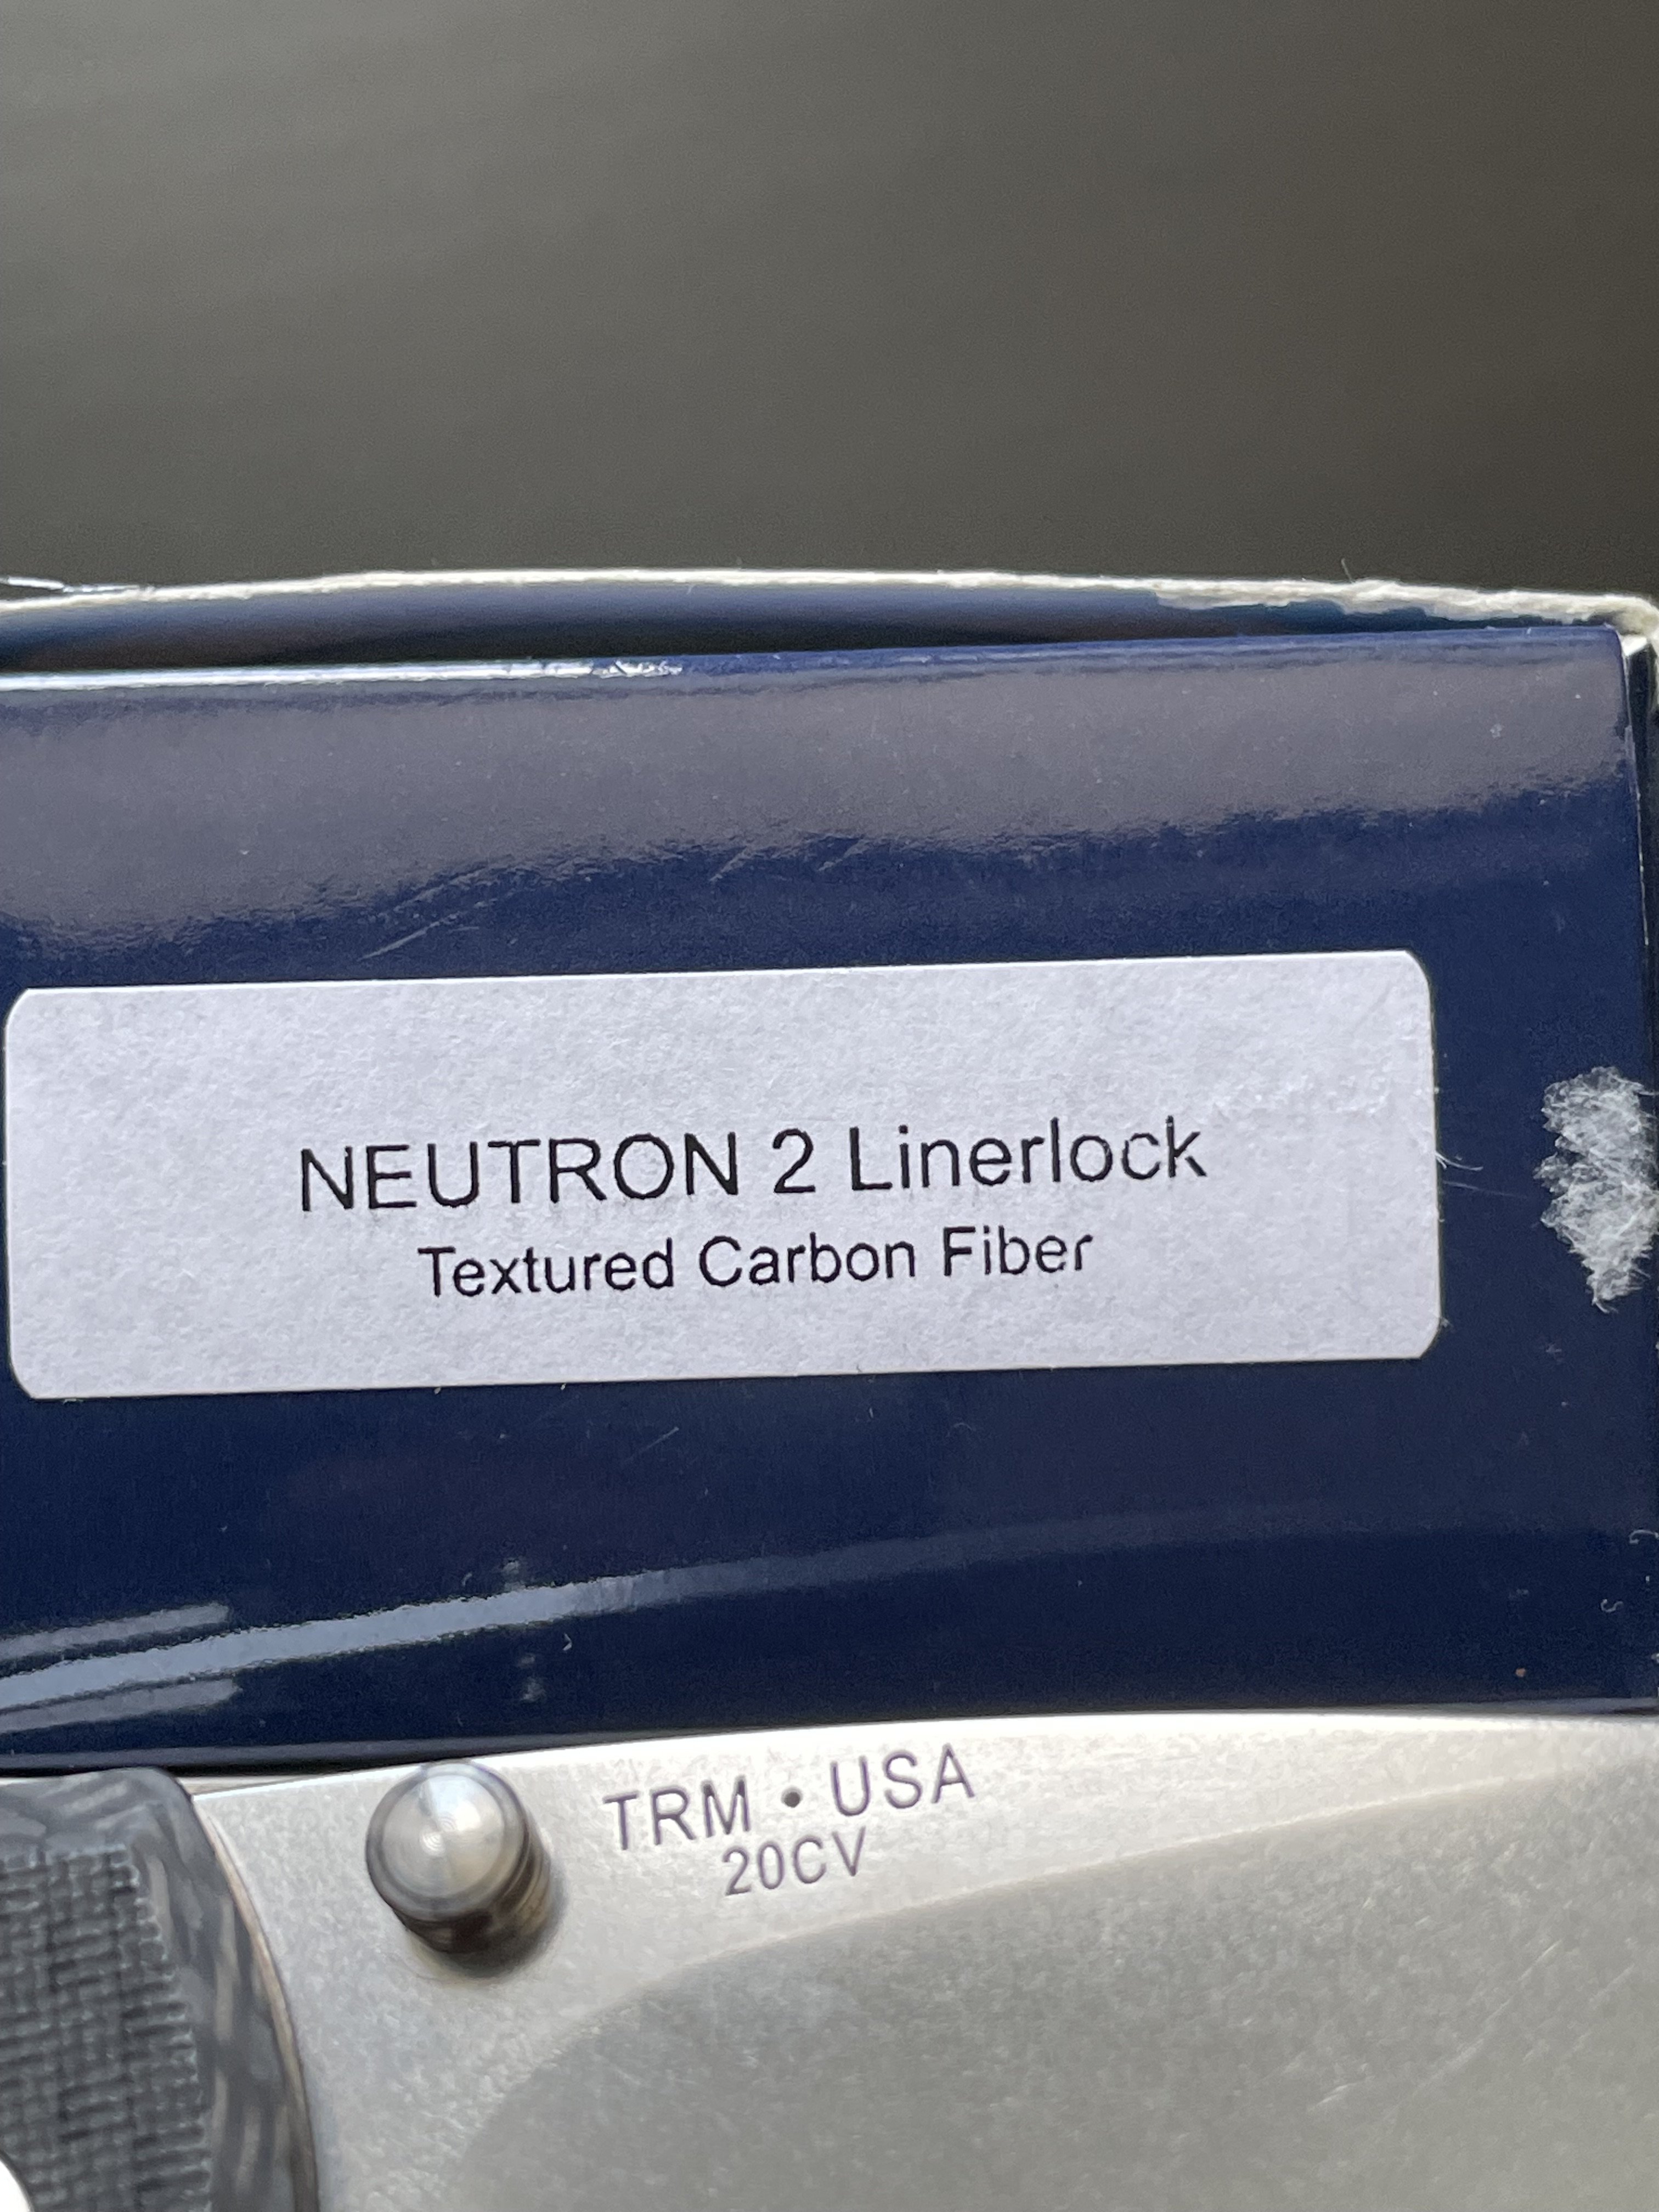 NEUTRON 2 Linerlock
Textured Carbon Fiber
TRM • USA
20CV